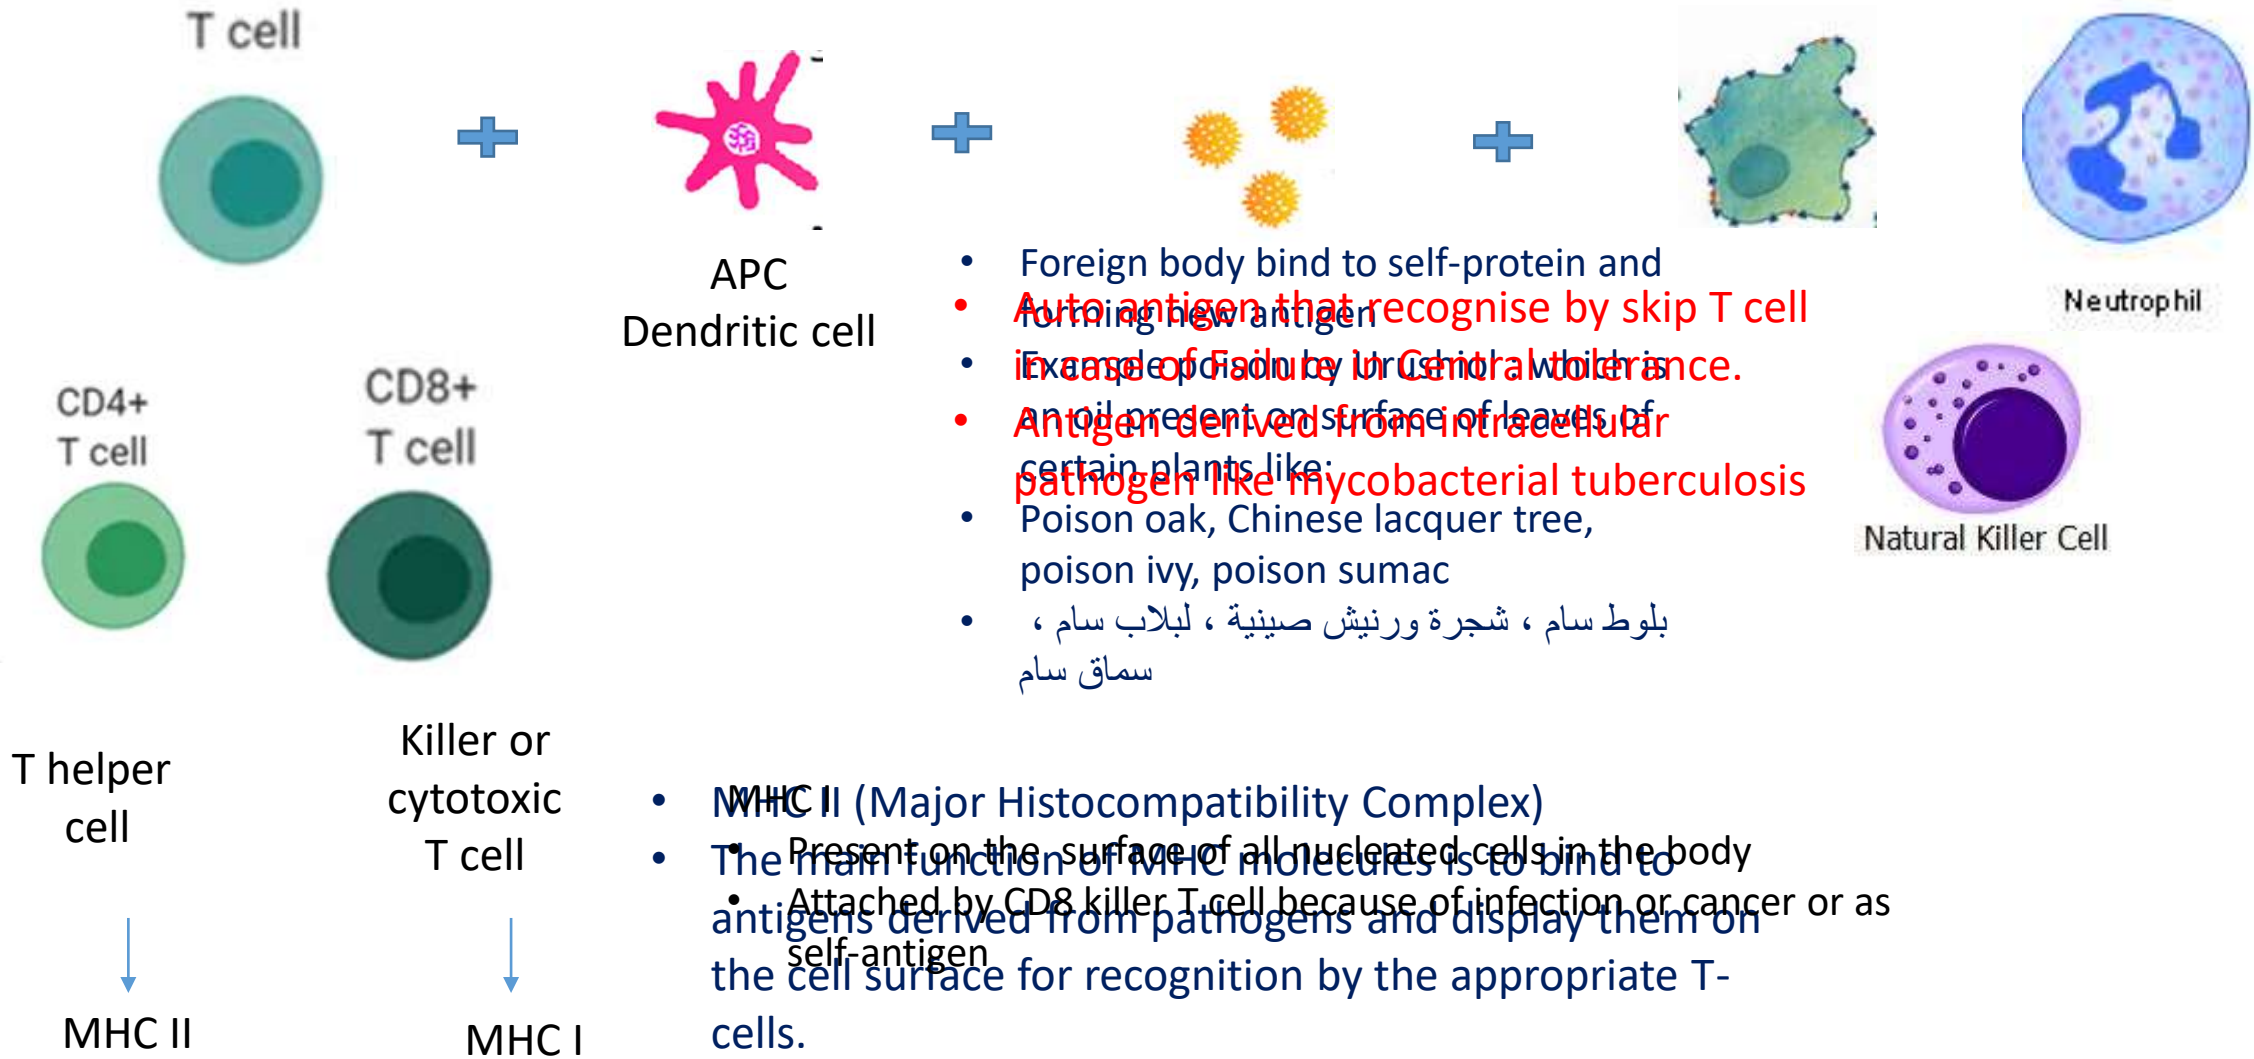 T cell
APC
Dendritic cell
CD4+
T cell
CD8+
T cell
T helper
cell
Killer or
cytotoxic
T cell
MHC II
MHC I
• Foreign body bind to self-protein and
forming new antigen
• Example poison by Urushiol : which is
an oil present on surface of leaves of
certain plants like:
• Poison oak, Chinese lacquer tree,
poison ivy, poison sumac
• بلوط سام ، شجرة ورنيش صينية ، لبلاب سام ،
سماق سام
• Auto antigen that recognise by skip T cell
in case of Failure in Central tolerance.
• Antigen derived from intracellular
pathogen like mycobacterial tuberculosis
Neutrophil
Natural Killer Cell
• MHC II (Major Histocompatibility Complex)
• The main function of MHC molecules is to bind to
antigens derived from pathogens and display them on
the cell surface for recognition by the appropriate T-
cells.
MHC I
• Present on the surface of all nucleated cells in the body
• Attached by CD8 killer T cell because of infection or cancer or as
self-antigen